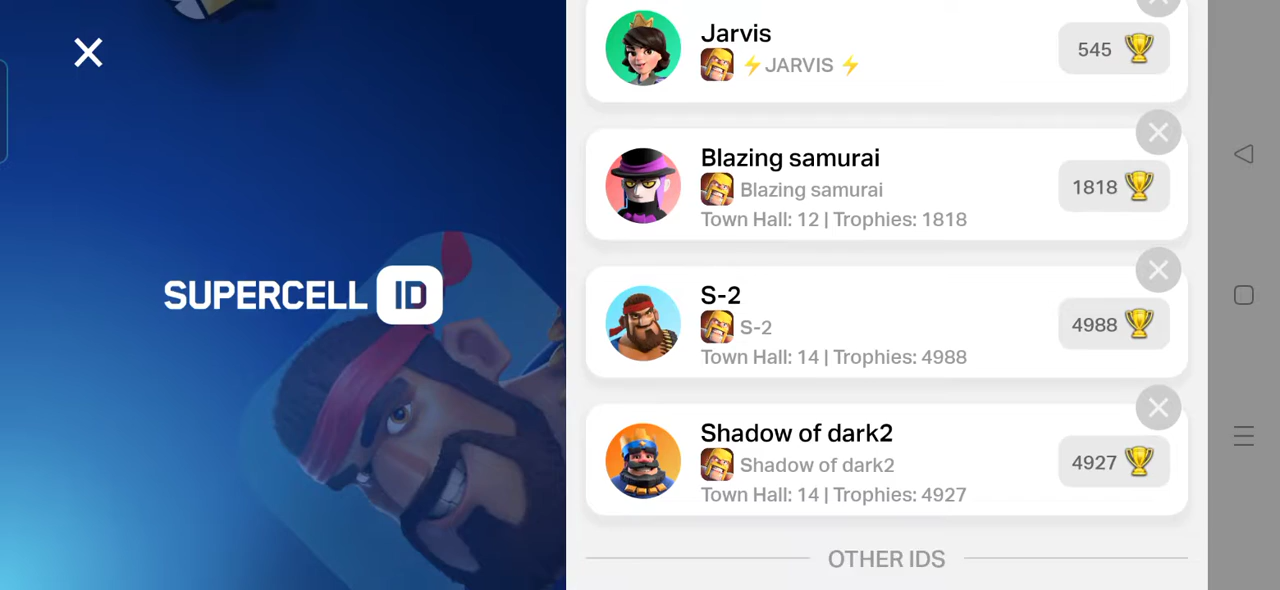 SUPERCELL ID
Jarvis
⚡JARVIS ⚡
545
Blazing samurai
Blazing samurai
Town Hall: 12 | Trophies: 1818
1818
S-2
S-2
Town Hall: 14 | Trophies: 4988
4988
Shadow of dark2
Shadow of dark2
Town Hall: 14 | Trophies: 4927
4927
OTHER IDS